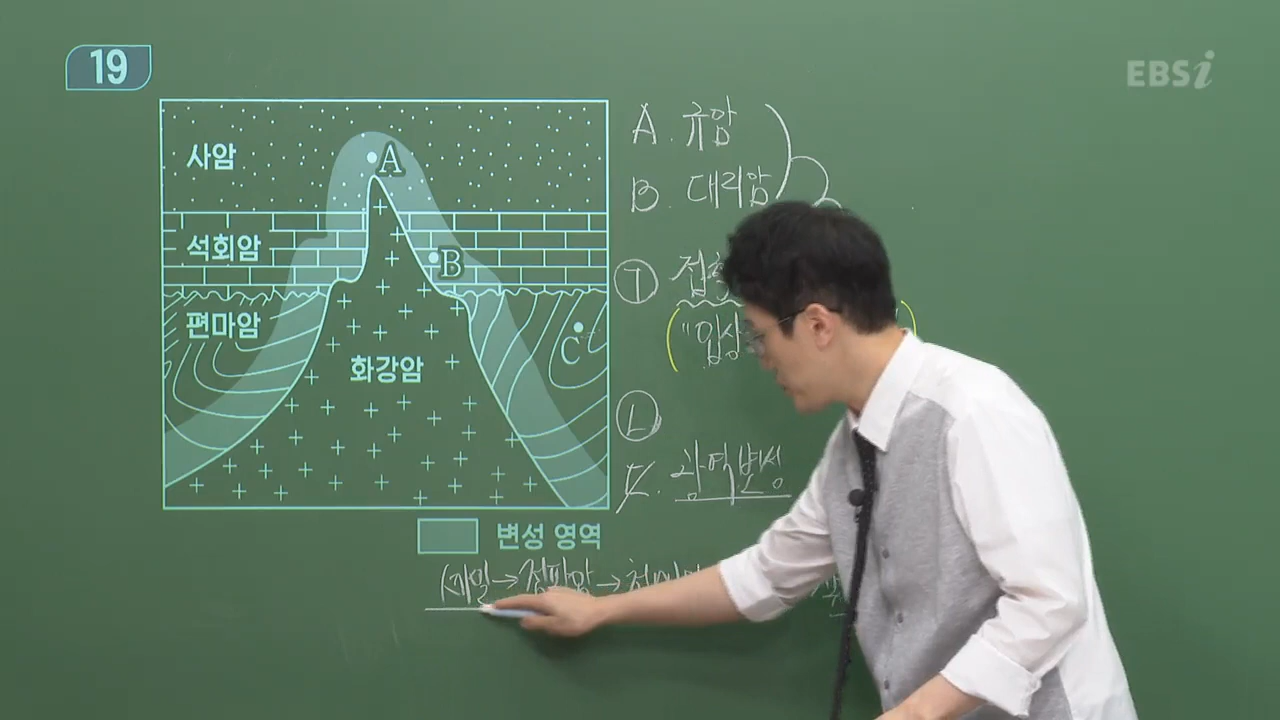 19
EBSi
사암
A
석회암
B
편마암
C
화강암
변성 영역
A. 규암
B. 대리암
ㄱ 접촉
"입상
ㄴ
ㄷ. 광역변성
(셰일→점판암→천매암